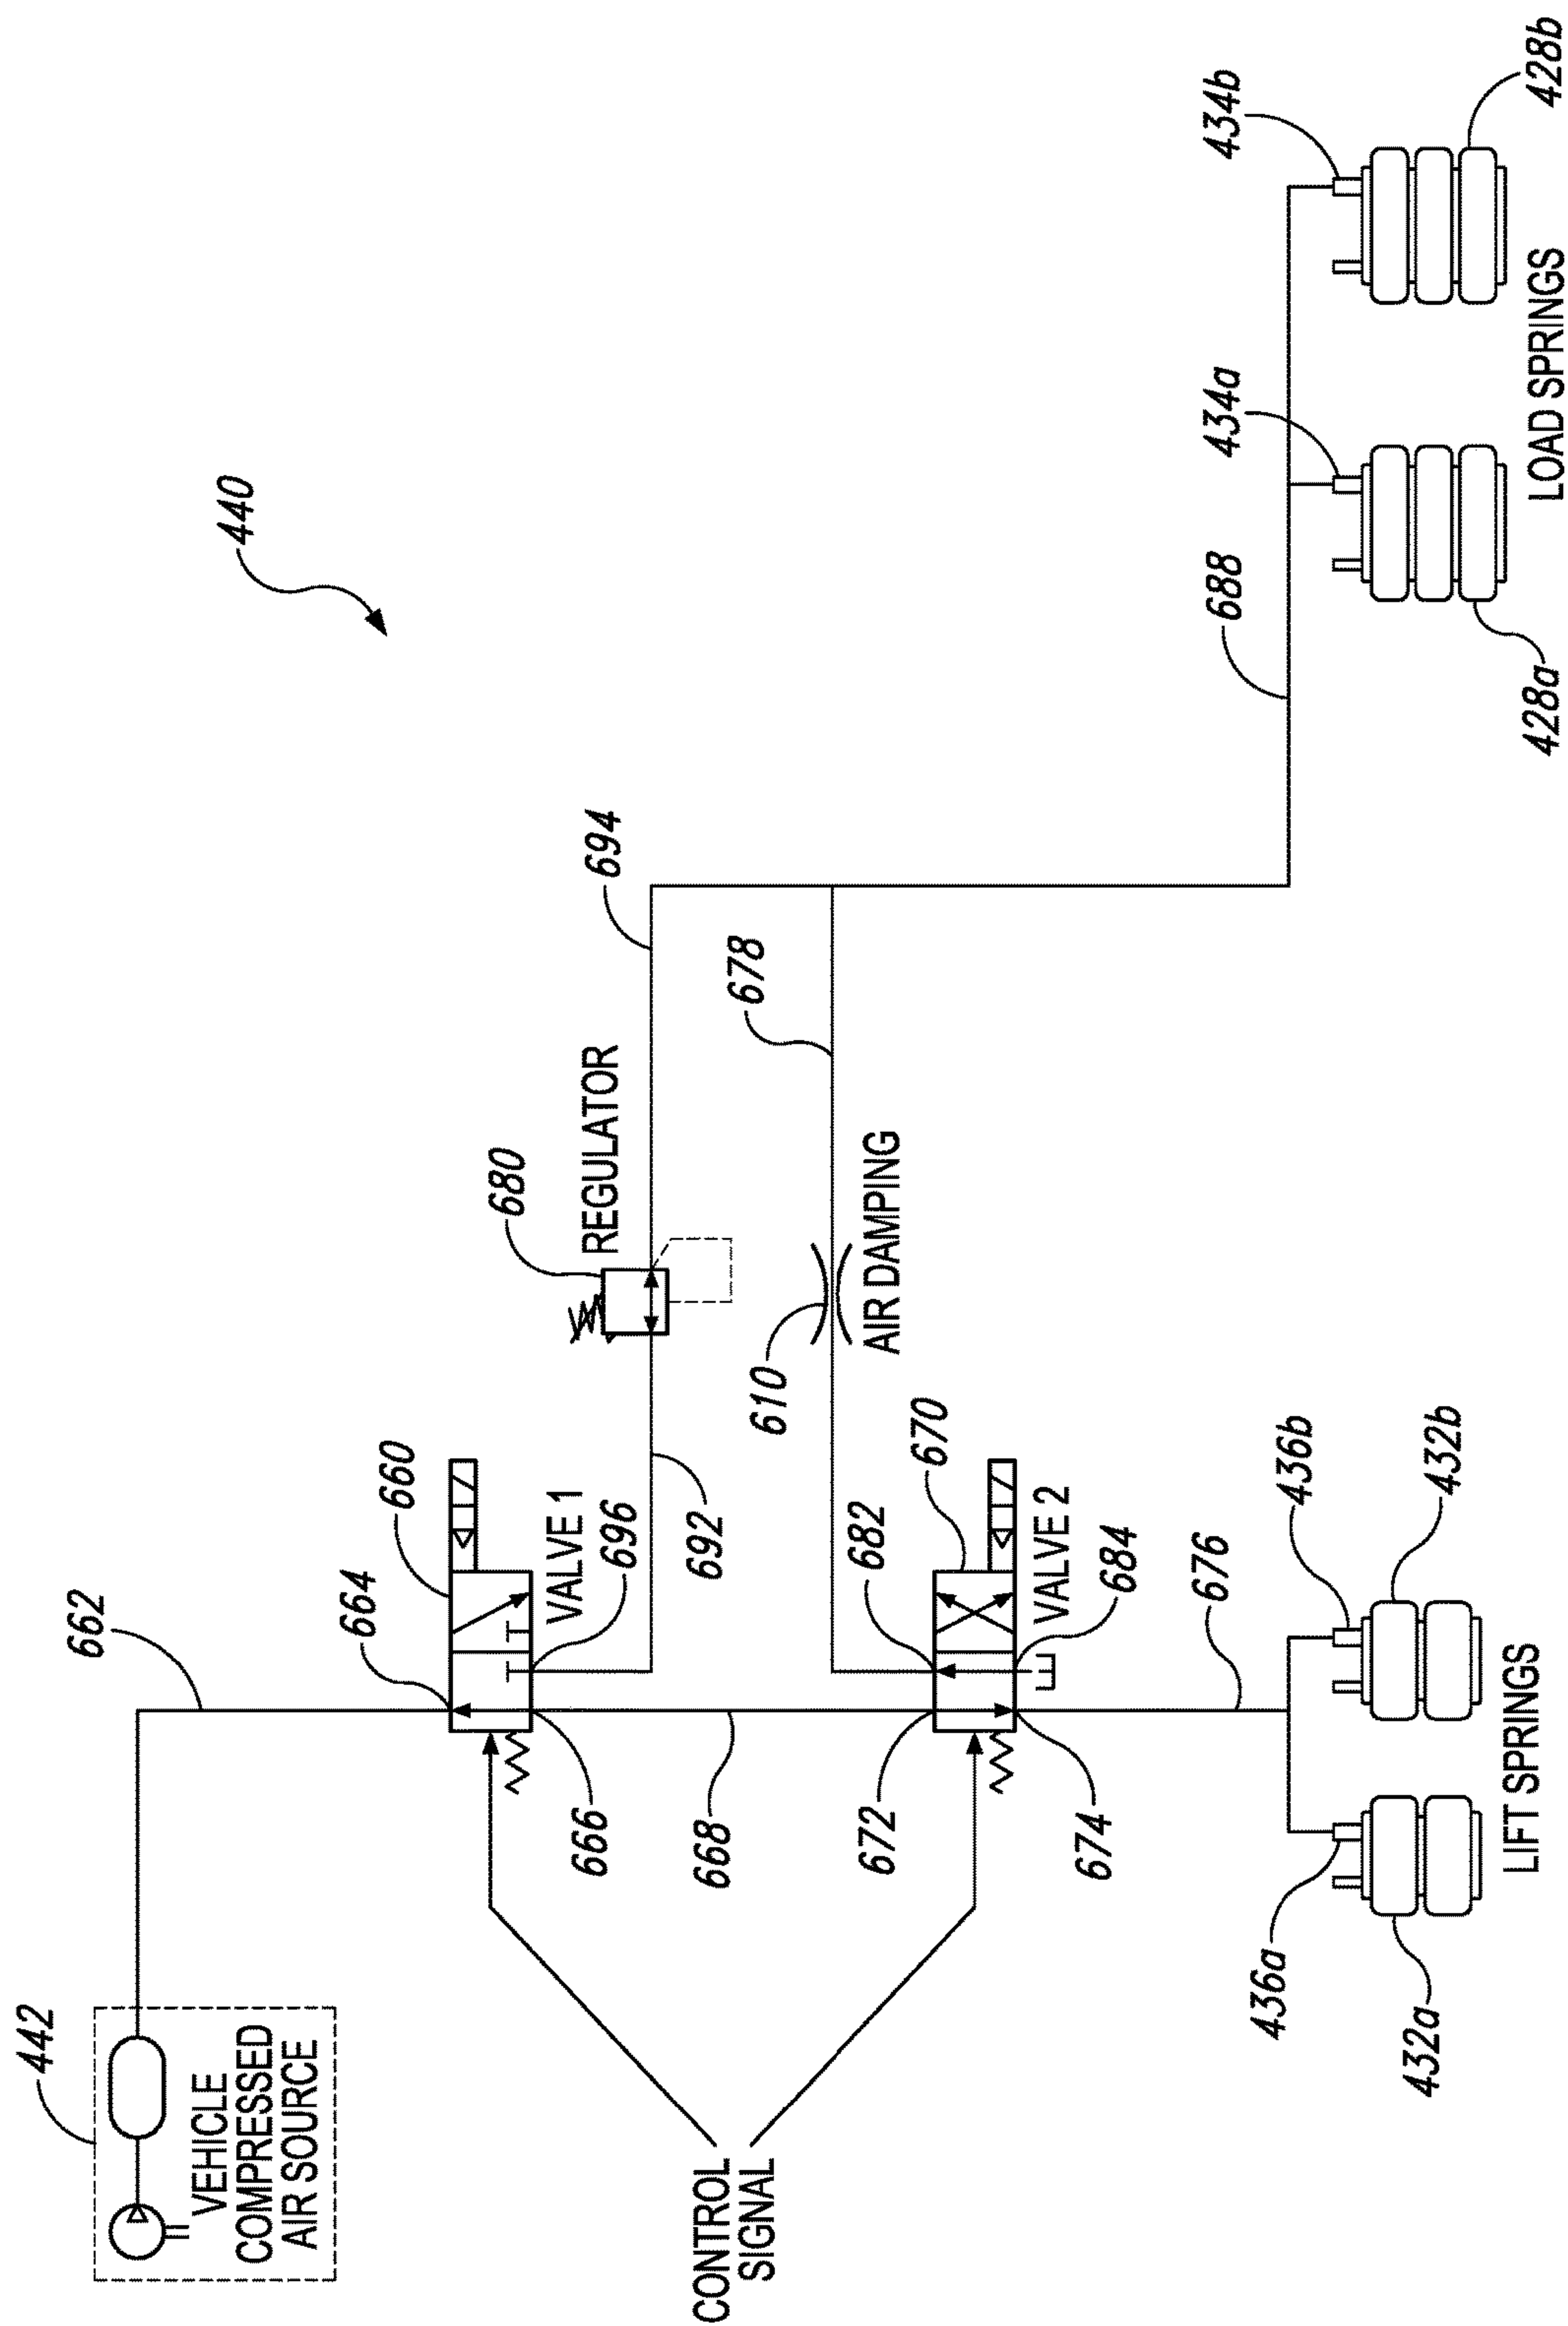 440
442
VEHICLE
COMPRESSED
AIR SOURCE
662
664
660
VALVE 1
666
696
692
680
REGULATOR
694
CONTROL
SIGNAL
668
610
AIR DAMPING
678
672
682
670
VALVE 2
674
684
676
688
436a
436b
432a
432b
LIFT SPRINGS
434a
434b
428a
428b
LOAD SPRINGS